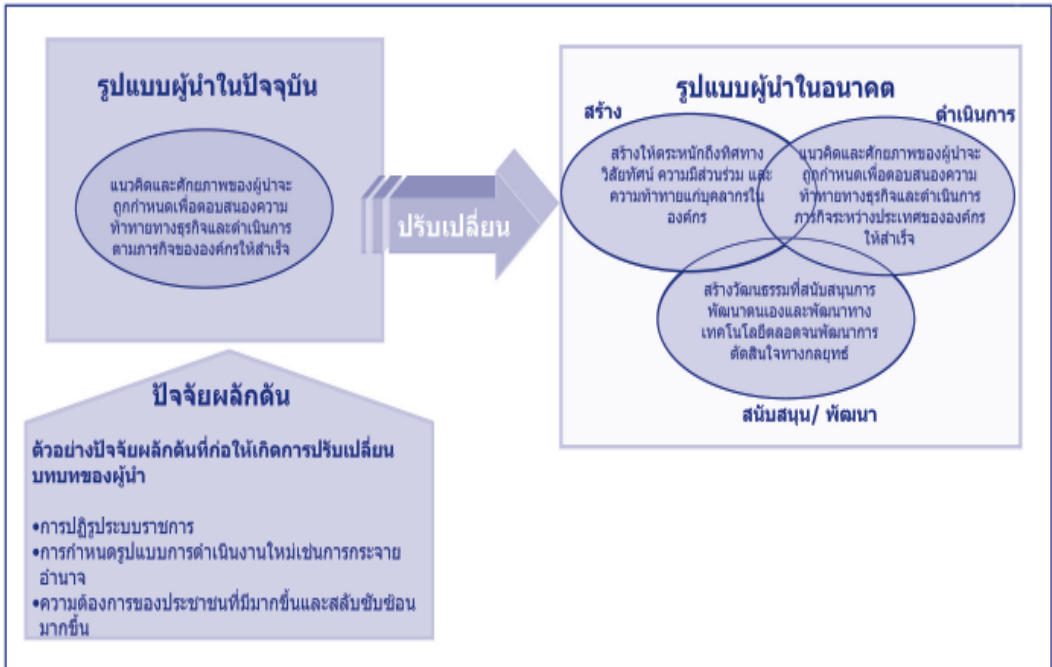 รูปแบบผู้นำในปัจจุบัน
แนวคิดและศักยภาพของผู้นำจะ
ถูกกำหนดเพื่อตอบสนองความ
ท้าทายทางธุรกิจและดำเนินการ
ตามภารกิจขององค์กรให้สำเร็จ
ปรับเปลี่ยน
รูปแบบผู้นำในอนาคต
สร้าง
สร้างให้ตระหนักถึงทิศทาง
วิสัยทัศน์ ความมีส่วนร่วม และ
ความท้าทายแก่บุคลากรใน
องค์กร
ดำเนินการ
แนวคิดและศักยภาพของผู้นำจะ
ถูกกำหนดเพื่อตอบสนองความ
ท้าทายทางธุรกิจและดำเนินการ
ภารกิจระหว่างประเทศขององค์กร
ให้สำเร็จ
สร้างวัฒนธรรมที่สนับสนุนการ
พัฒนาตนเองและพัฒนาทาง
เทคโนโลยีตลอดจนพัฒนาการ
ตัดสินใจทางกลยุทธ์
สนับสนุน/ พัฒนา
ปัจจัยผลักดัน
ตัวอย่างปัจจัยผลักดันที่ก่อให้เกิดการปรับเปลี่ยน
บทบทของผู้นำ
•การปฏิรูประบบราชการ
•การกำหนดรูปแบบการดำเนินงานใหม่เช่นการกระจาย
อำนาจ
•ความต้องการของประชาชนที่มีมากขึ้นและสลับซับซ้อน
มากขึ้น